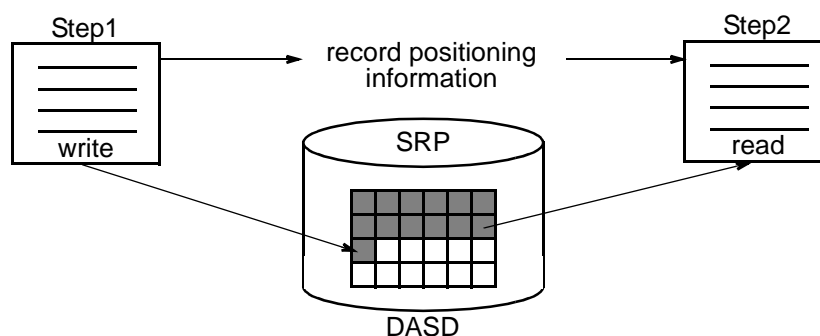 Step1
record positioning
information
Step2
write
SRP
read
DASD